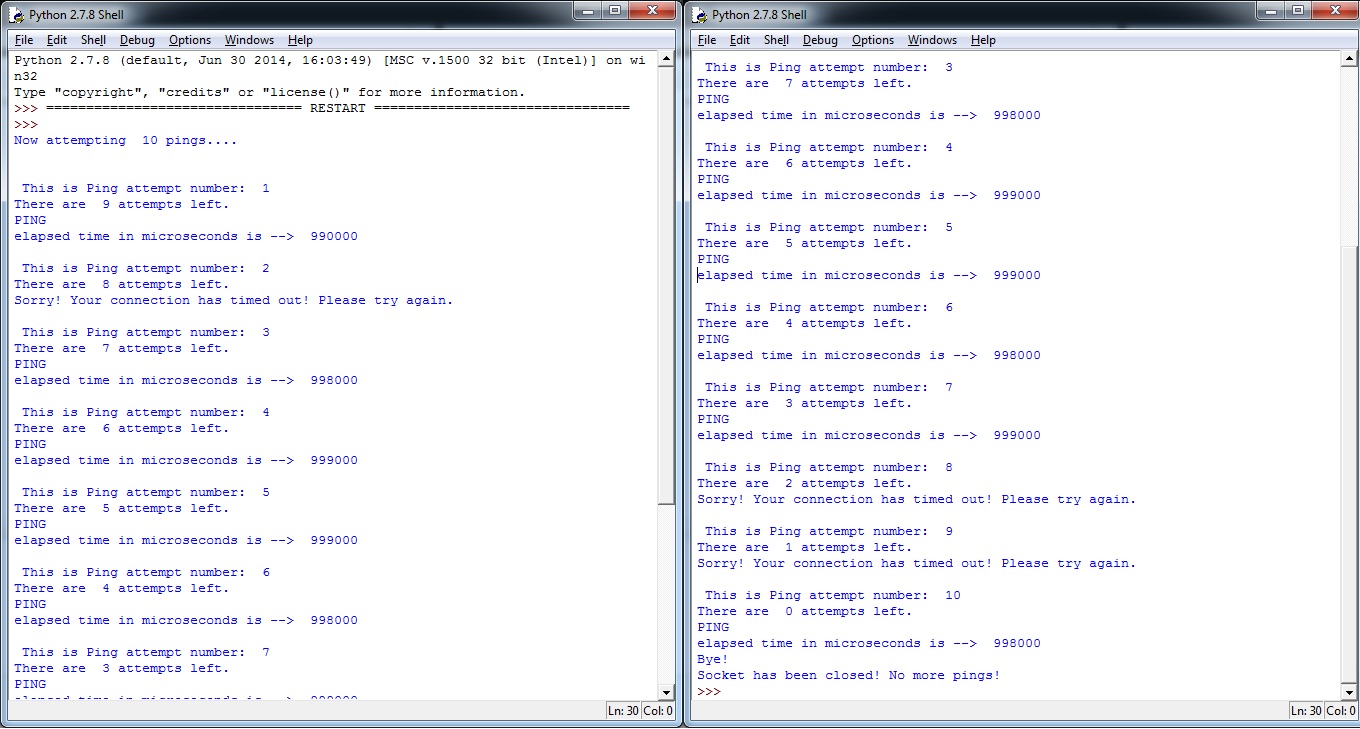 Python 2.7.8 Shell
File Edit Shell Debug Options Windows Help
Python 2.7.8 (default, Jun 30 2014, 16:03:49) [MSC v.1500 32 bit (Intel)] on wi
n32
Type "copyright", "credits" or "license()" for more information.
>>> ================================ RESTART ================================
>>>
Now attempting  10 pings....
 This is Ping attempt number:  1
There are  9 attempts left.
PING
elapsed time in microseconds is -->  990000
 This is Ping attempt number:  2
There are  8 attempts left.
Sorry! Your connection has timed out! Please try again.
 This is Ping attempt number:  3
There are  7 attempts left.
PING
elapsed time in microseconds is -->  998000
 This is Ping attempt number:  4
There are  6 attempts left.
PING
elapsed time in microseconds is -->  999000
 This is Ping attempt number:  5
There are  5 attempts left.
PING
elapsed time in microseconds is -->  999000
 This is Ping attempt number:  6
There are  4 attempts left.
PING
elapsed time in microseconds is -->  998000
 This is Ping attempt number:  7
There are  3 attempts left.
PING
elapsed time in microseconds is -->  999000
Ln: 30 Col: 0
Python 2.7.8 Shell
File Edit Shell Debug Options Windows Help
 This is Ping attempt number:  3
There are  7 attempts left.
PING
elapsed time in microseconds is -->  998000
 This is Ping attempt number:  4
There are  6 attempts left.
PING
elapsed time in microseconds is -->  999000
 This is Ping attempt number:  5
There are  5 attempts left.
PING
elapsed time in microseconds is -->  999000
 This is Ping attempt number:  6
There are  4 attempts left.
PING
elapsed time in microseconds is -->  998000
 This is Ping attempt number:  7
There are  3 attempts left.
PING
elapsed time in microseconds is -->  999000
 This is Ping attempt number:  8
There are  2 attempts left.
Sorry! Your connection has timed out! Please try again.
 This is Ping attempt number:  9
There are  1 attempts left.
Sorry! Your connection has timed out! Please try again.
 This is Ping attempt number:  10
There are  0 attempts left.
PING
elapsed time in microseconds is -->  998000
Bye!
Socket has been closed! No more pings!
>>>
Ln: 30 Col: 0